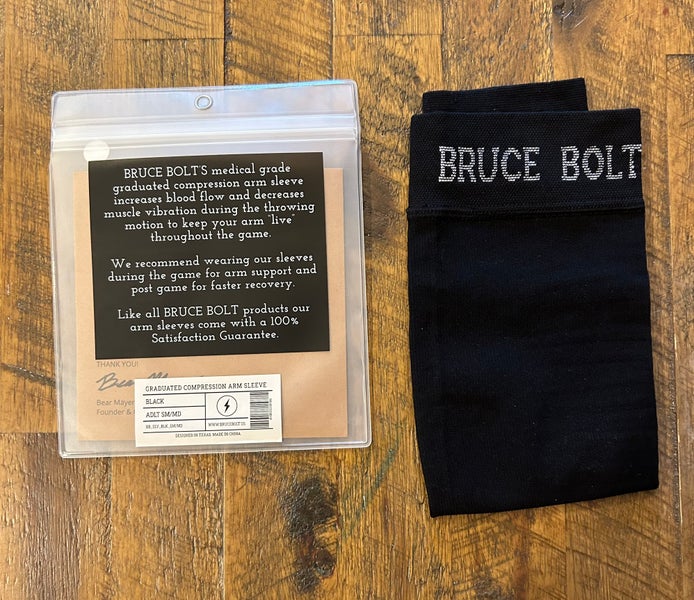 BRUCE BOLT'S medical grade
graduated compression arm sleeve
increases blood flow and decreases
muscle vibration during the throwing
motion to keep your arm "live"
throughout the game.
We recommend wearing our sleeves
during the game for arm support and
post game for faster recovery.
Like all BRUCE BOLT products our
arm sleeves come with a 100%
Satisfaction Guarantee.
THANK YOU!
Bear Mayer
Founder &
GRADUATED COMPRESSION ARM SLEEVE
BLACK
ADLT SM/MD
WWW.BRUCEBOLT.US
DESIGNED IN TEXAS MADE IN CHINA
BRUCE BOLT